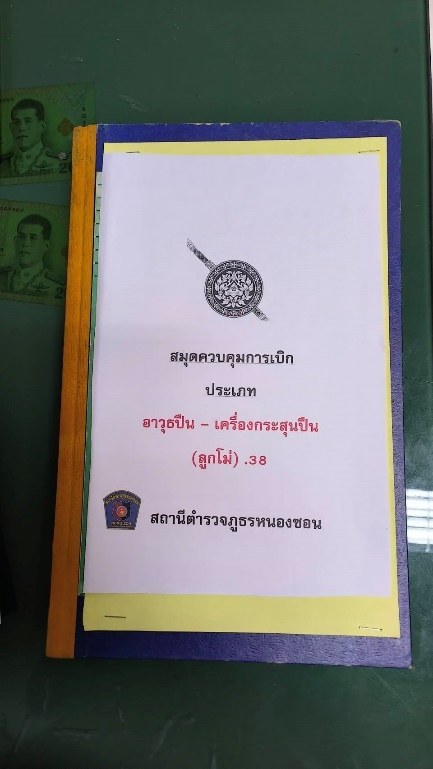 สมุดควบคุมการเบิก
ประเภท
อาวุธปืน - เครื่องกระสุนปืน
(ลูกโม่) .38
สถานีตำรวจภูธรหนองซอน